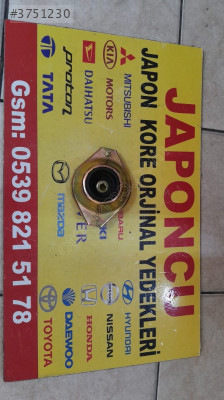 #3751230
JAPONCU
JAPON KORE ORJİNAL YEDEKLERİ
MITSUBISHI
KIA MOTORS
DAIHATSU
proton
TATA
mazda
HYUNDAI
NISSAN
HONDA
DAEWOO
TOYOTA
Gsm: 0539 821 51 78